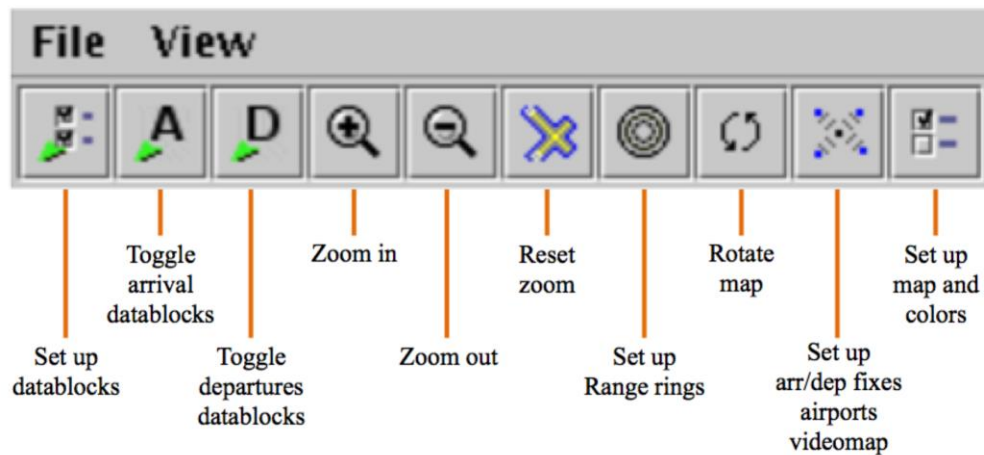 File View
A D
Toggle
arrival
datablocks
Zoom in
Reset
zoom
Rotate
map
Set up
map and
colors
Set up
datablocks
Toggle
departures
datablocks
Zoom out
Set up
Range rings
Set up
arr/dep fixes
airports
videomap